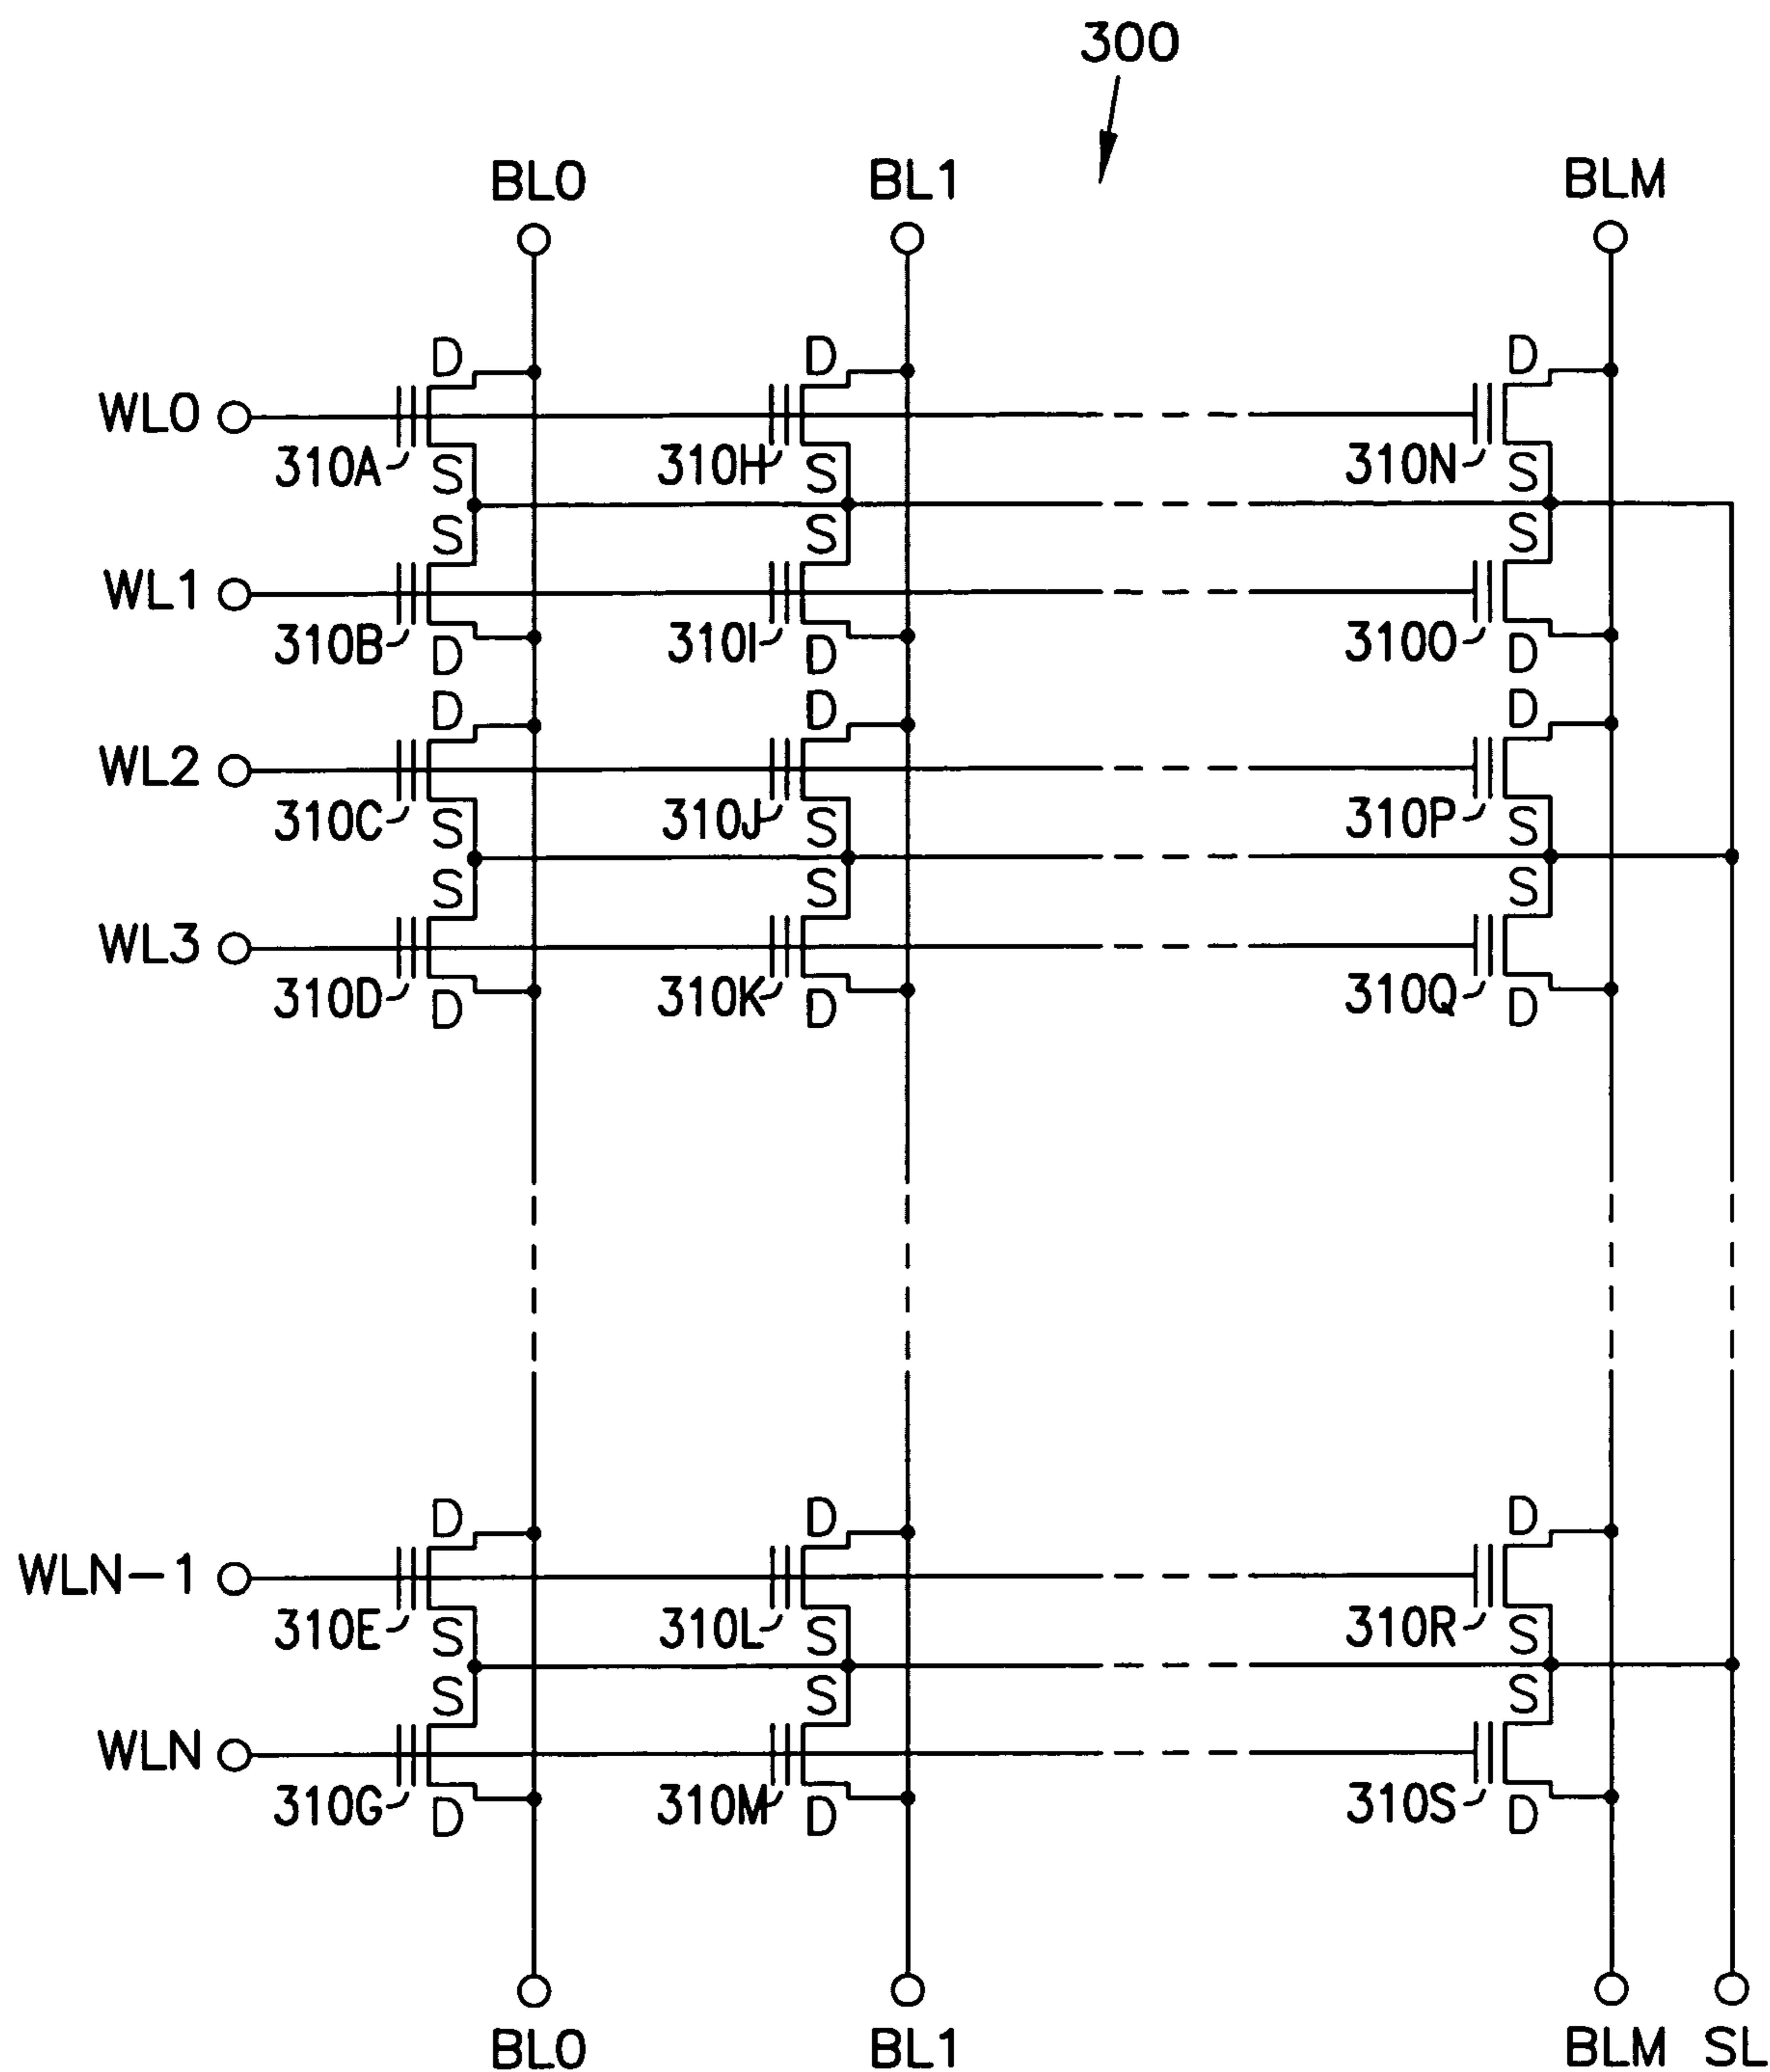 300
BL0 BL1 BLM
D D D
WL0
310A 310H 310N
S S S
S S S
WL1
310B 310I 310O
D D D
D D D
WL2
310C 310J 310P
S S S
S S S
WL3
310D 310K 310Q
D D D
D D D
WLN-1
310E 310L 310R
S S S
S S S
WLN
310G 310M 310S
D D D
BL0 BL1 BLM SL